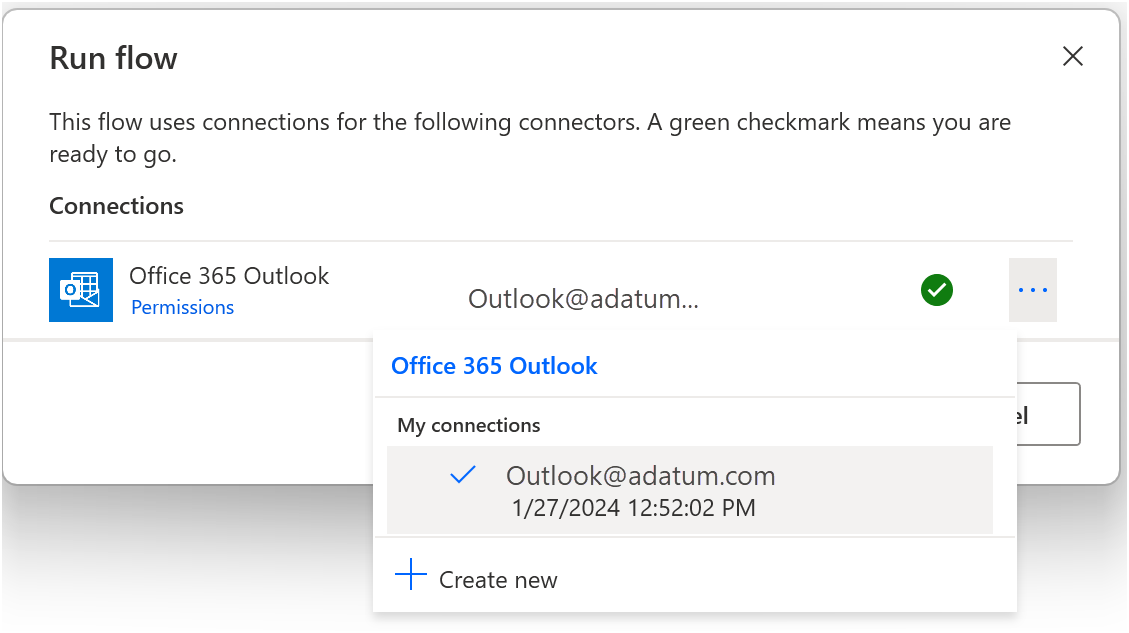 Run flow
This flow uses connections for the following connectors. A green checkmark means you are
ready to go.
Connections
Office 365 Outlook
Permissions
Outlook@adatum...
Office 365 Outlook
My connections
Outlook@adatum.com
1/27/2024 12:52:02 PM
Create new